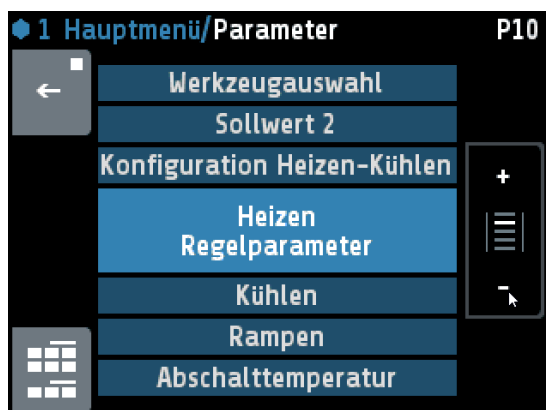 1 Hauptmenü/Parameter P10
Werkzeugauswahl
Sollwert 2
Konfiguration Heizen-Kühlen
+
Heizen
Regelparameter
-
Kühlen
Rampen
Abschalttemperatur